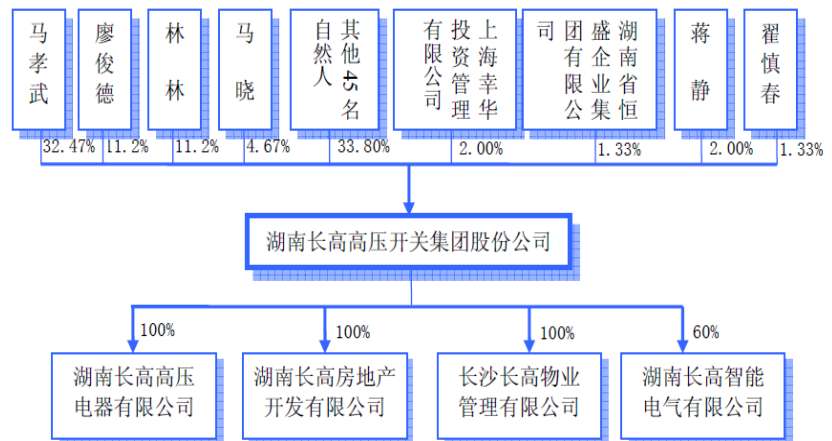 马孝武
廖俊德
林林
马晓
其他45名
自然人
上海幸华
投资管理
有限公司
湖南省恒
盛企业集
团有限公
司
蒋静
翟慎春
32.47%
11.2%
11.2%
4.67%
33.80%
2.00%
1.33%
2.00%
1.33%
湖南长高高压开关集团股份公司
100%
100%
100%
60%
湖南长高高压
电器有限公司
湖南长高房地产
开发有限公司
长沙长高物业
管理有限公司
湖南长高智能
电气有限公司